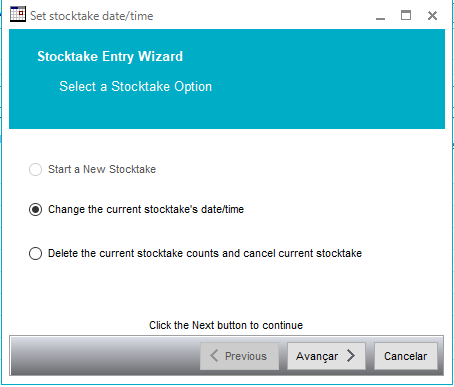 Set stocktake date/time
Stocktake Entry Wizard
Select a Stocktake Option
Start a New Stocktake
Change the current stocktake's date/time
Delete the current stocktake counts and cancel current stocktake
Click the Next button to continue
Previous Avançar Cancelar